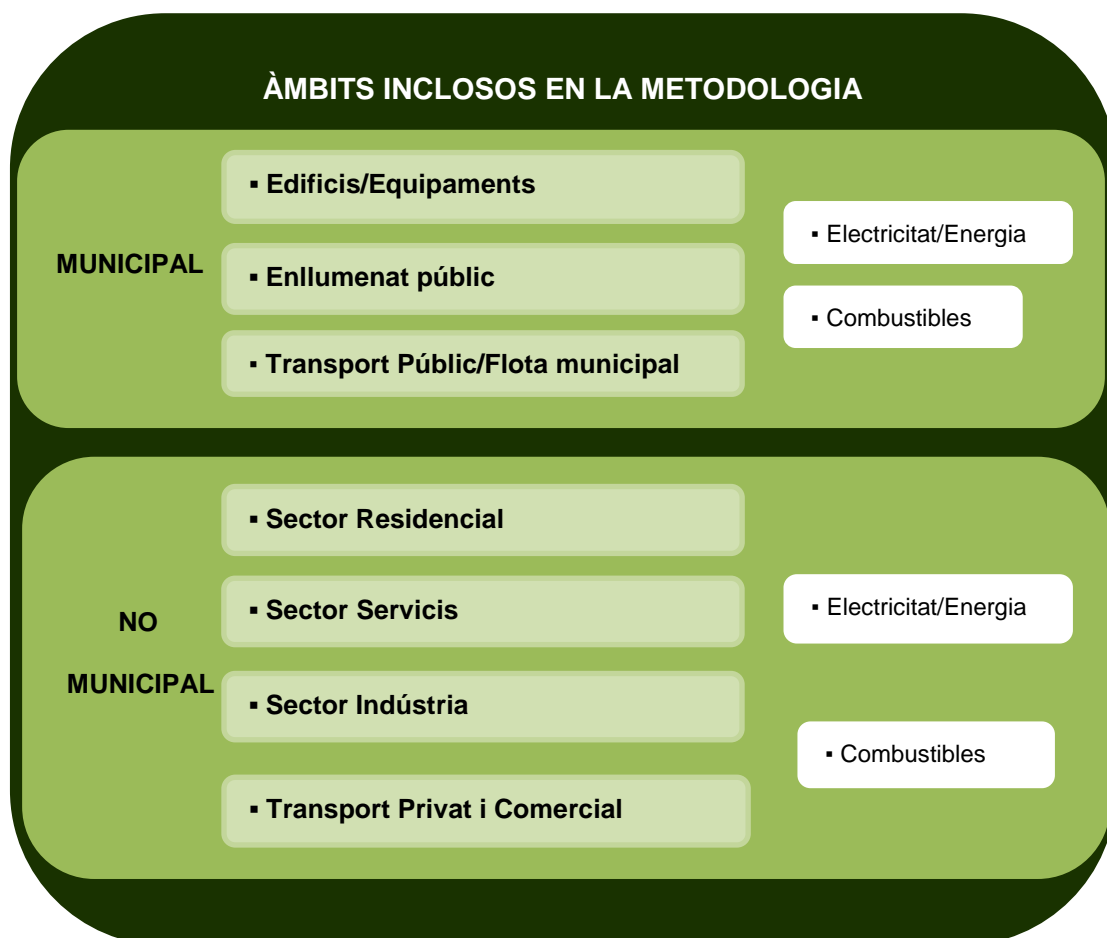 ÀMBITS INCLOSOS EN LA METODOLOGIA
MUNICIPAL
▪ Edificis/Equipaments
▪ Enllumenat públic
▪ Transport Públic/Flota municipal
▪ Electricitat/Energia
▪ Combustibles
NO
MUNICIPAL
▪ Sector Residencial
▪ Sector Servicis
▪ Sector Indústria
▪ Transport Privat i Comercial
▪ Electricitat/Energia
▪ Combustibles